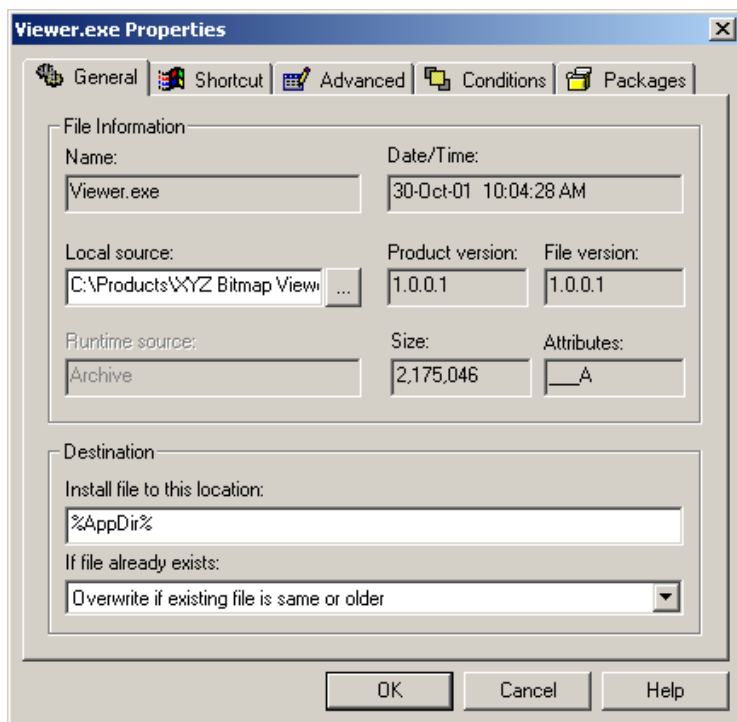 Viewer.exe Properties
General Shortcut Advanced Conditions Packages
File Information
Name: Date/Time:
Viewer.exe 30-Oct-01 10:04:28 AM
Local source: Product version: File version:
C:\Products\XYZ Bitmap View ... 1.0.0.1 1.0.0.1
Runtime source: Size: Attributes:
Archive 2,175,046 ___A
Destination
Install file to this location:
%AppDir%
If file already exists:
Overwrite if existing file is same or older
OK Cancel Help